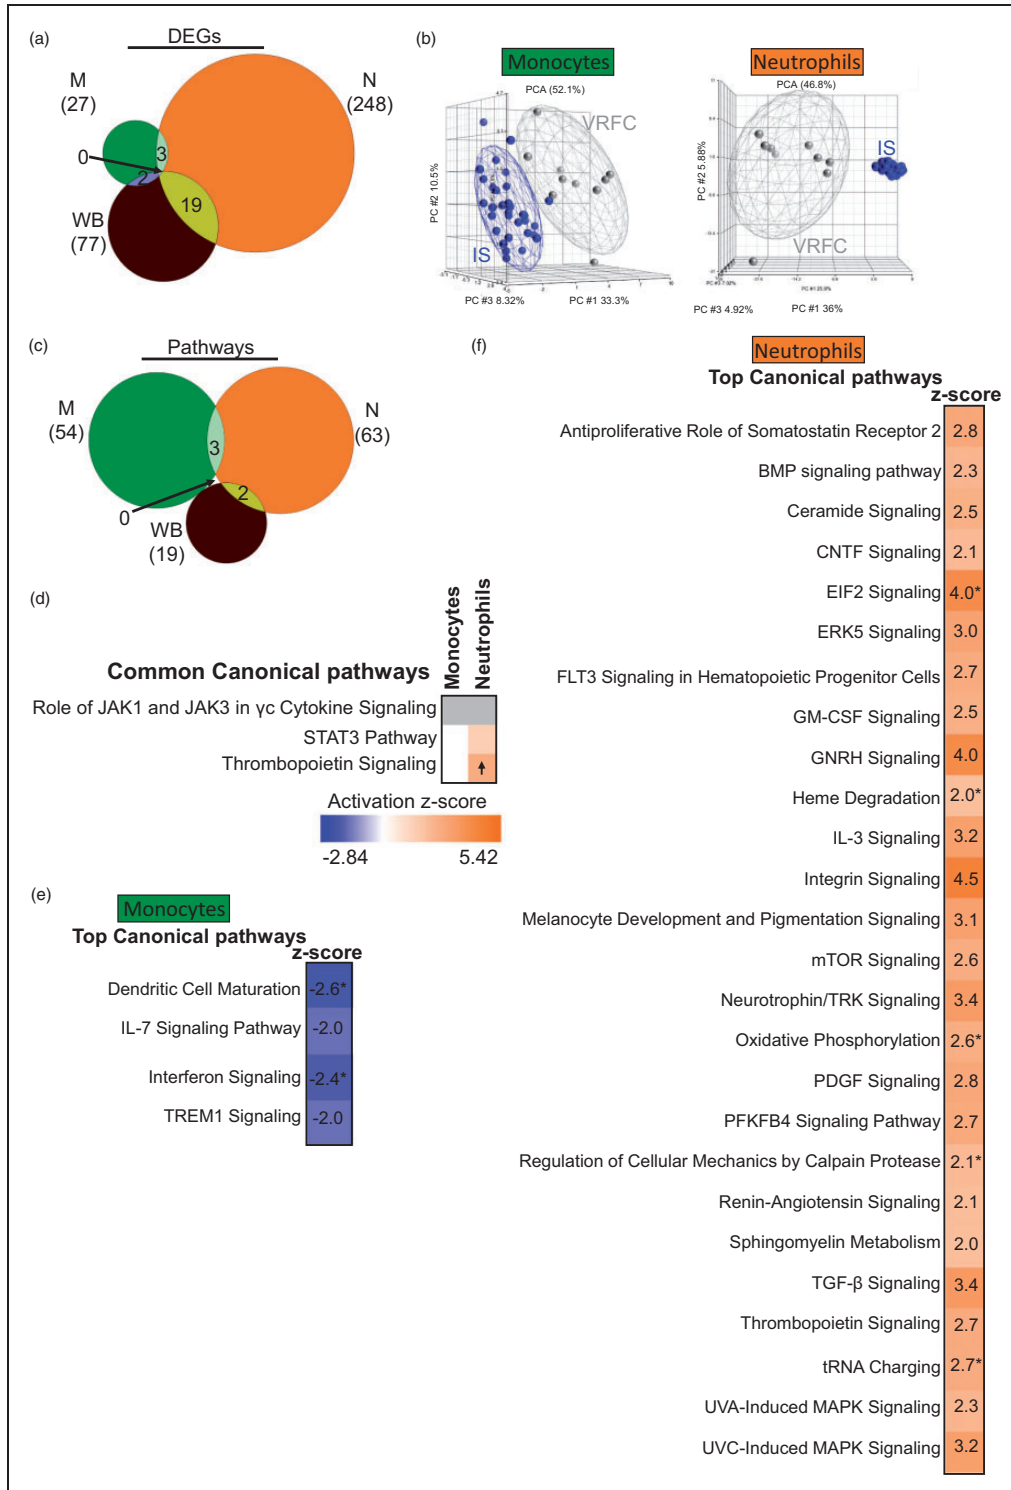 (a)
DEGs
M
(27)
N
(248)
0
3
2
19
WB
(77)
(b)
Monocytes
PCA (52.1%)
VRFC
IS
PC #2 10.5%
PC #3 8.32%
PC #1 33.3%
Neutrophils
PCA (46.8%)
IS
VRFC
PC #2 5.88%
PC #3 4.92%
PC #1 36%
(c)
Pathways
M
(54)
N
(63)
3
2
0
WB
(19)
(d)
Monocytes
Neutrophils
Common Canonical pathways
Role of JAK1 and JAK3 in γc Cytokine Signaling
STAT3 Pathway
Thrombopoietin Signaling
Activation z-score
-2.84 5.42
(e)
Monocytes
Top Canonical pathways
z-score
Dendritic Cell Maturation -2.6*
IL-7 Signaling Pathway -2.0
Interferon Signaling -2.4*
TREM1 Signaling -2.0
(f)
Neutrophils
Top Canonical pathways
z-score
Antiproliferative Role of Somatostatin Receptor 2 2.8
BMP signaling pathway 2.3
Ceramide Signaling 2.5
CNTF Signaling 2.1
EIF2 Signaling 4.0*
ERK5 Signaling 3.0
FLT3 Signaling in Hematopoietic Progenitor Cells 2.7
GM-CSF Signaling 2.5
GNRH Signaling 4.0
Heme Degradation 2.0*
IL-3 Signaling 3.2
Integrin Signaling 4.5
Melanocyte Development and Pigmentation Signaling 3.1
mTOR Signaling 2.6
Neurotrophin/TRK Signaling 3.4
Oxidative Phosphorylation 2.6*
PDGF Signaling 2.8
PFKFB4 Signaling Pathway 2.7
Regulation of Cellular Mechanics by Calpain Protease 2.1*
Renin-Angiotensin Signaling 2.1
Sphingomyelin Metabolism 2.0
TGF-β Signaling 3.4
Thrombopoietin Signaling 2.7
tRNA Charging 2.7*
UVA-Induced MAPK Signaling 2.3
UVC-Induced MAPK Signaling 3.2